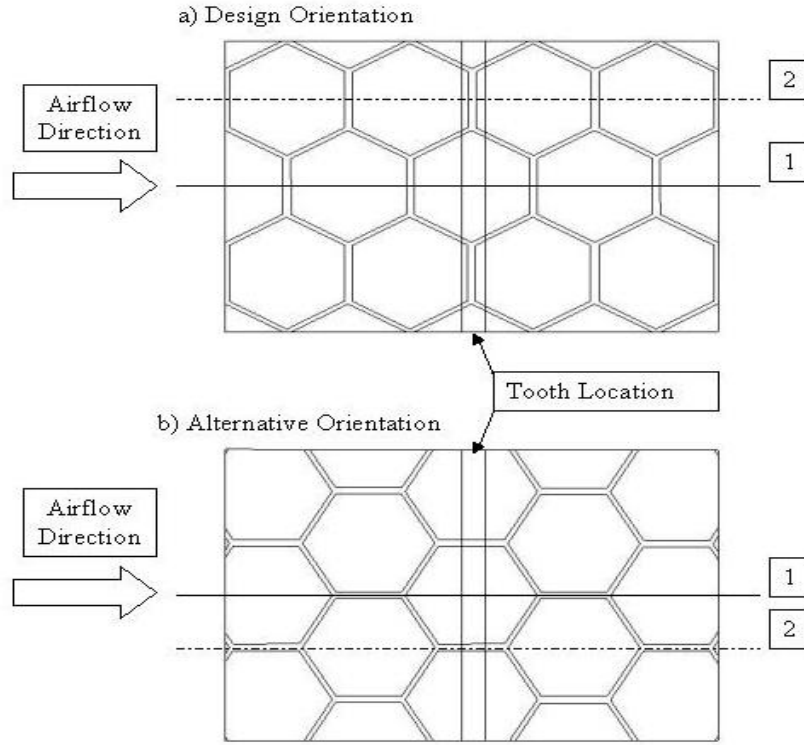 a) Design Orientation
2
Airflow
Direction
1
Tooth Location
b) Alternative Orientation
Airflow
Direction
1
2